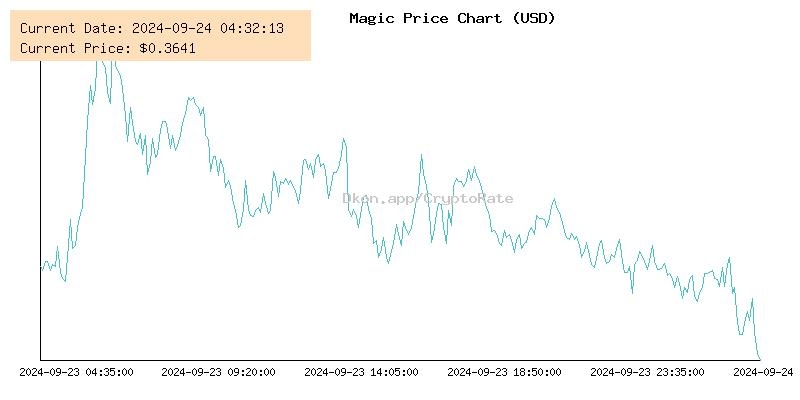 Magic Price Chart (USD)
Current Date: 2024-09-24 04:32:13
Current Price: $0.3641
Dken.app/CryptoRate
2024-09-23 04:35:00 2024-09-23 09:20:00 2024-09-23 14:05:00 2024-09-23 18:50:00 2024-09-23 23:35:00 2024-09-24